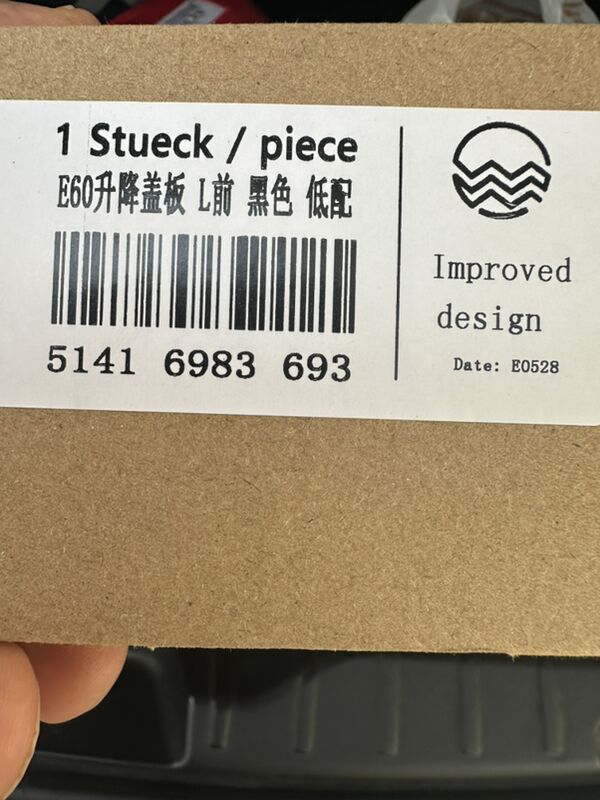 1 Stueck / piece
E60升降盖板 L前 黑色 低配
5141 6983 693
Improved
design
Date: E0528